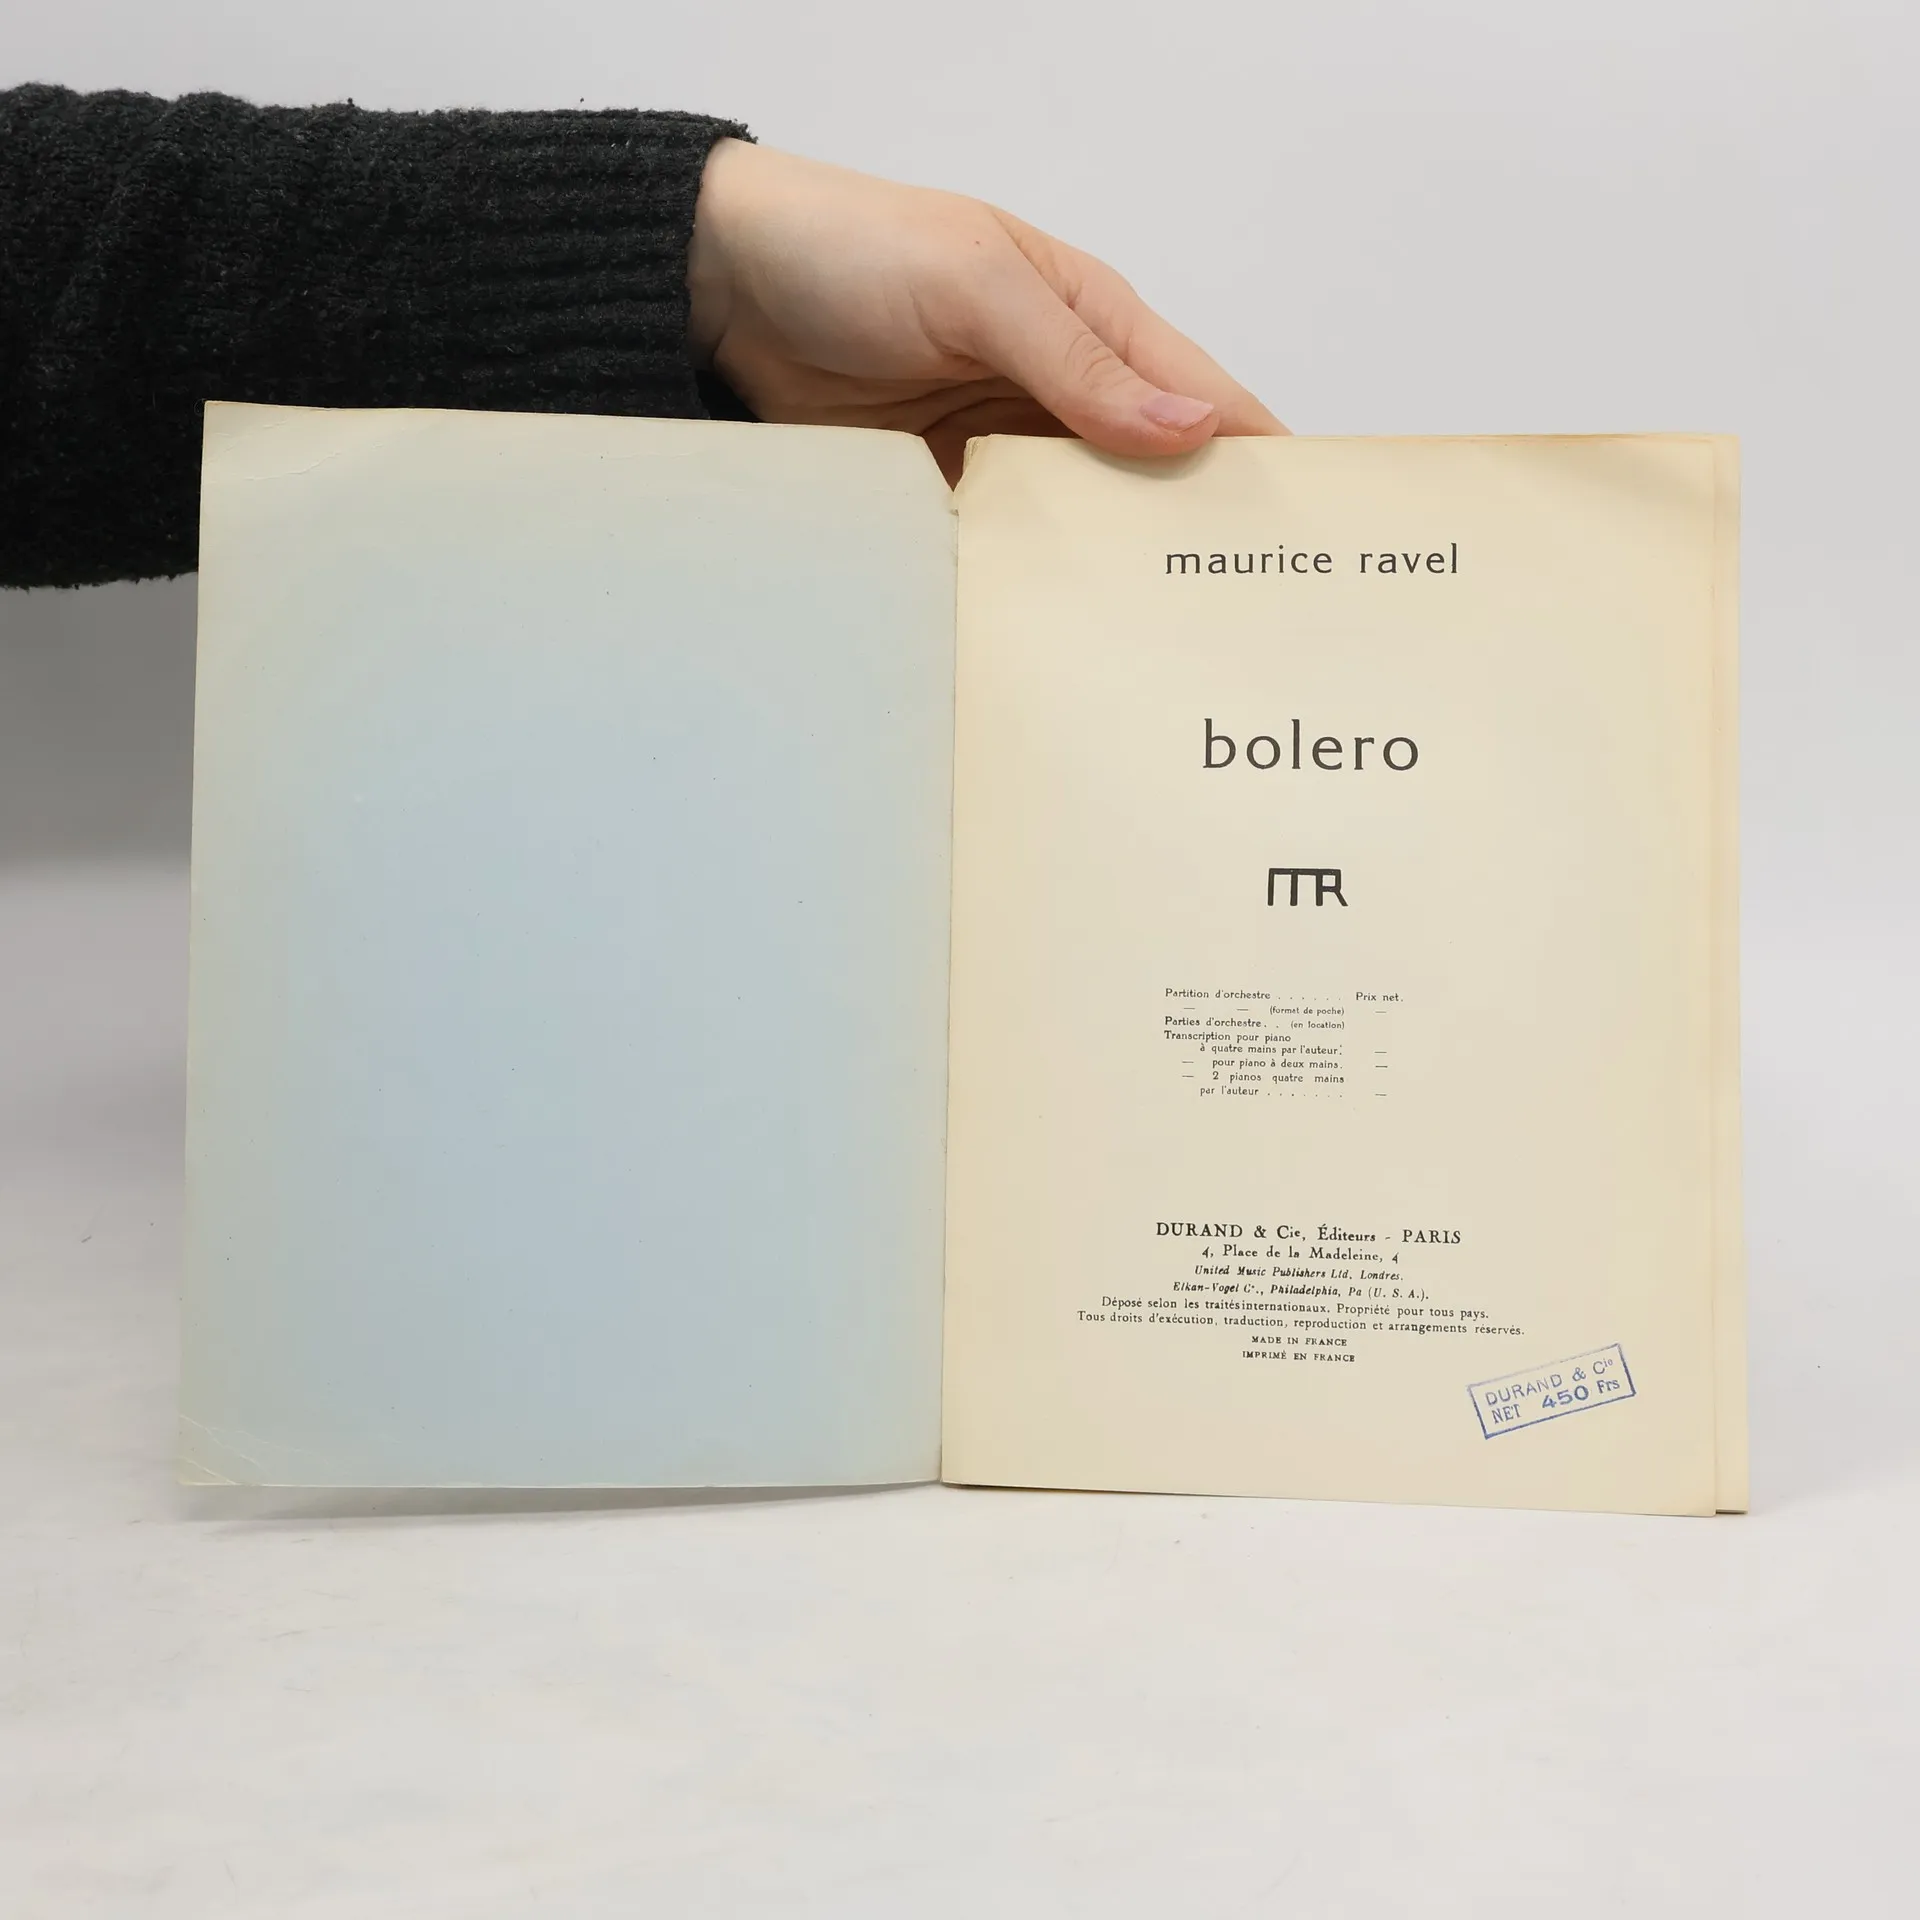 maurice ravel
bolero
MR
Partition d'orchestre . . . . . . Prix net.
— — (format de poche) —
Parties d'orchestre . . (en location)
Transcription pour piano
à quatre mains par l'auteur. —
— pour piano à deux mains. —
— 2 pianos quatre mains
par l'auteur . . . . . . . —
DURAND & Cie, Éditeurs - PARIS
4, Place de la Madeleine, 4
United Music Publishers Ltd. Londres.
Elkan-Vogel Co., Philadelphia, Pa (U. S. A.).
Déposé selon les traités internationaux. Propriété pour tous pays.
Tous droits d'exécution, traduction, reproduction et arrangements réservés.
MADE IN FRANCE
IMPRIMÉ EN FRANCE
DURAND & Cie
NET 450 Frs